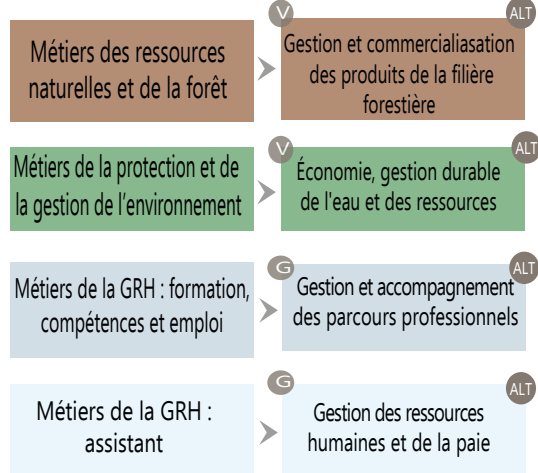 V
ALT
Métiers des ressources
naturelles et de la forêt
Gestion et commercialiasation
des produits de la filière
forestière
V
ALT
Métiers de la protection et de
la gestion de l'environnement
Économie, gestion durable
de l'eau et des ressources
G
ALT
Métiers de la GRH : formation,
compétences et emploi
Gestion et accompagnement
des parcours professionnels
G
ALT
Métiers de la GRH :
assistant
Gestion des ressources
humaines et de la paie